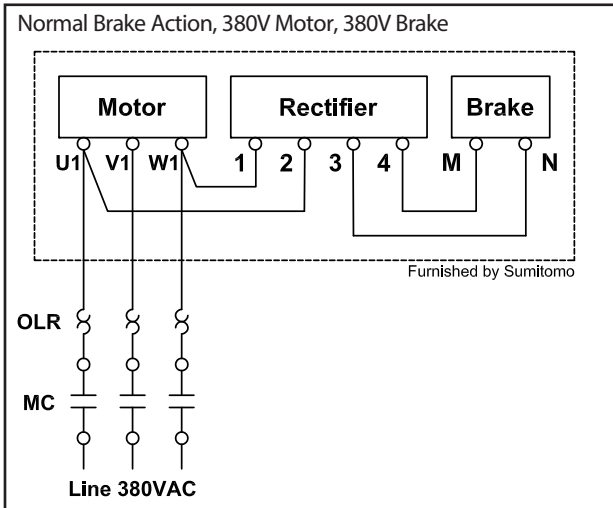 Normal Brake Action, 380V Motor, 380V Brake
Motor Rectifier Brake
U1 V1 W1 1 2 3 4 M N
Furnished by Sumitomo
OLR
MC
Line 380VAC